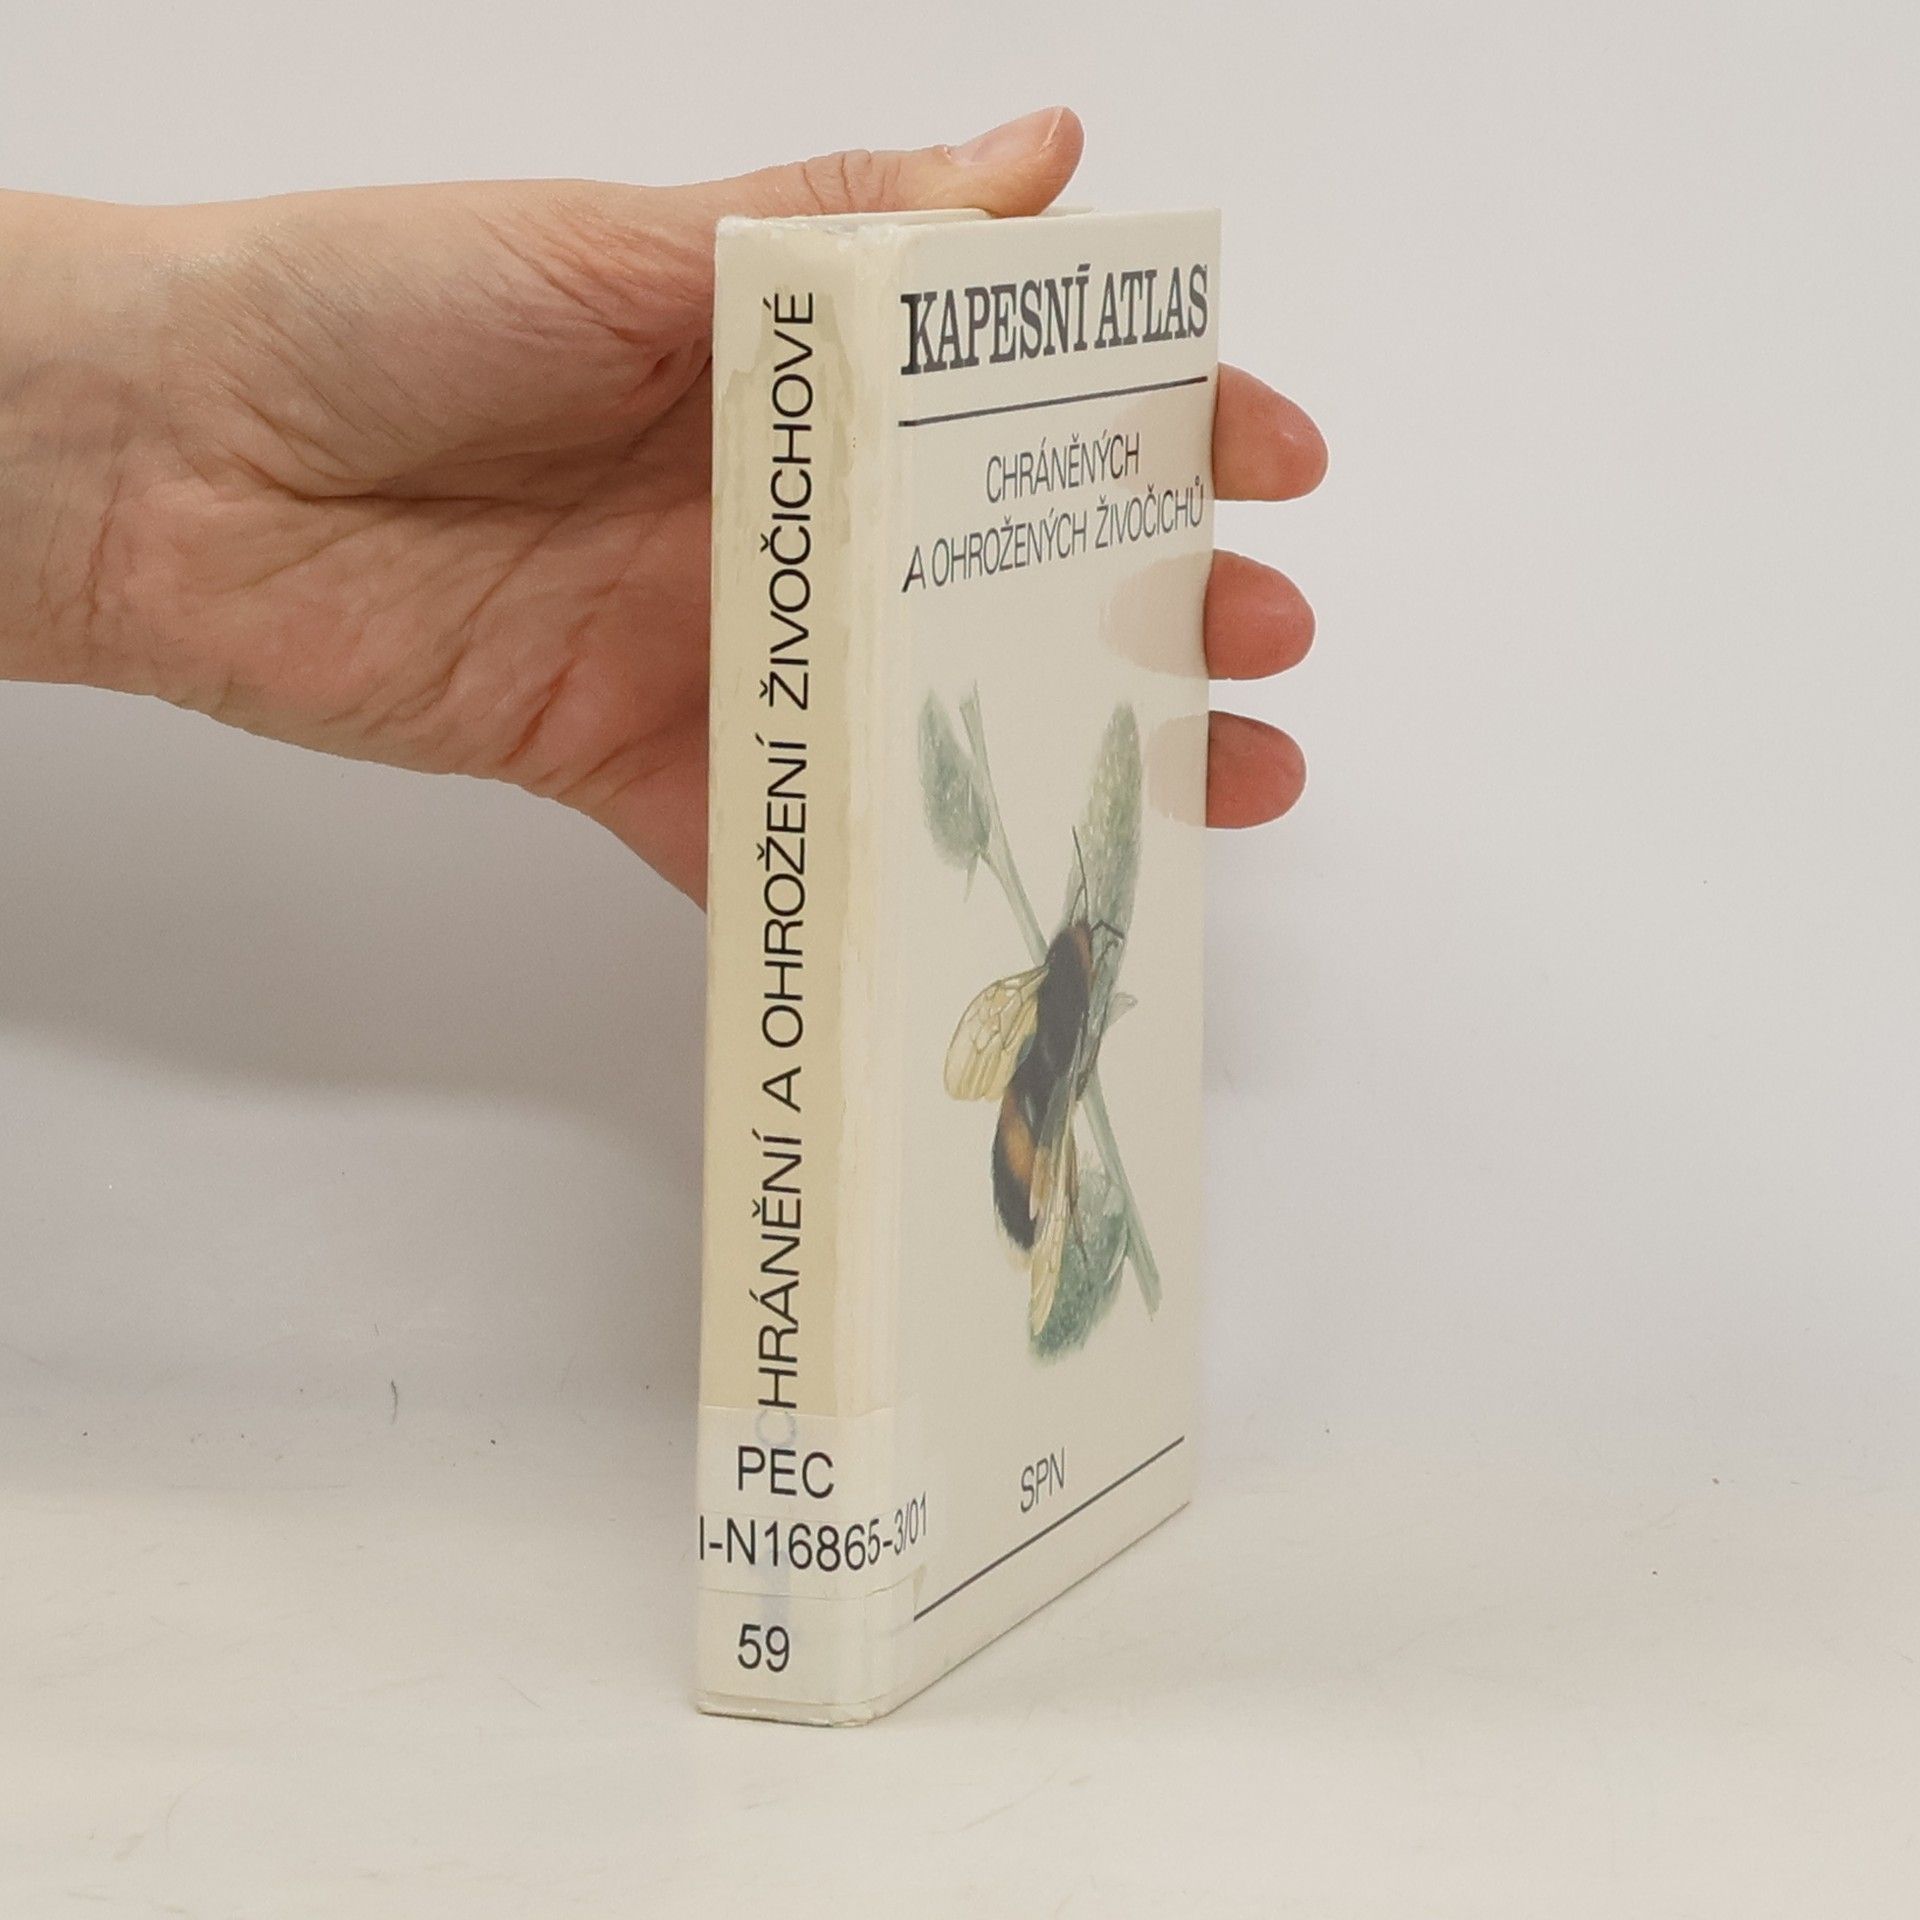 CHRÁNĚNÍ A OHROŽENÍ ŽIVOČICHOVÉ
PEC
I-N16865-3/01
59
KAPESNÍ ATLAS
CHRÁNĚNÝCH
A OHROŽENÝCH ŽIVOČICHŮ
SPN